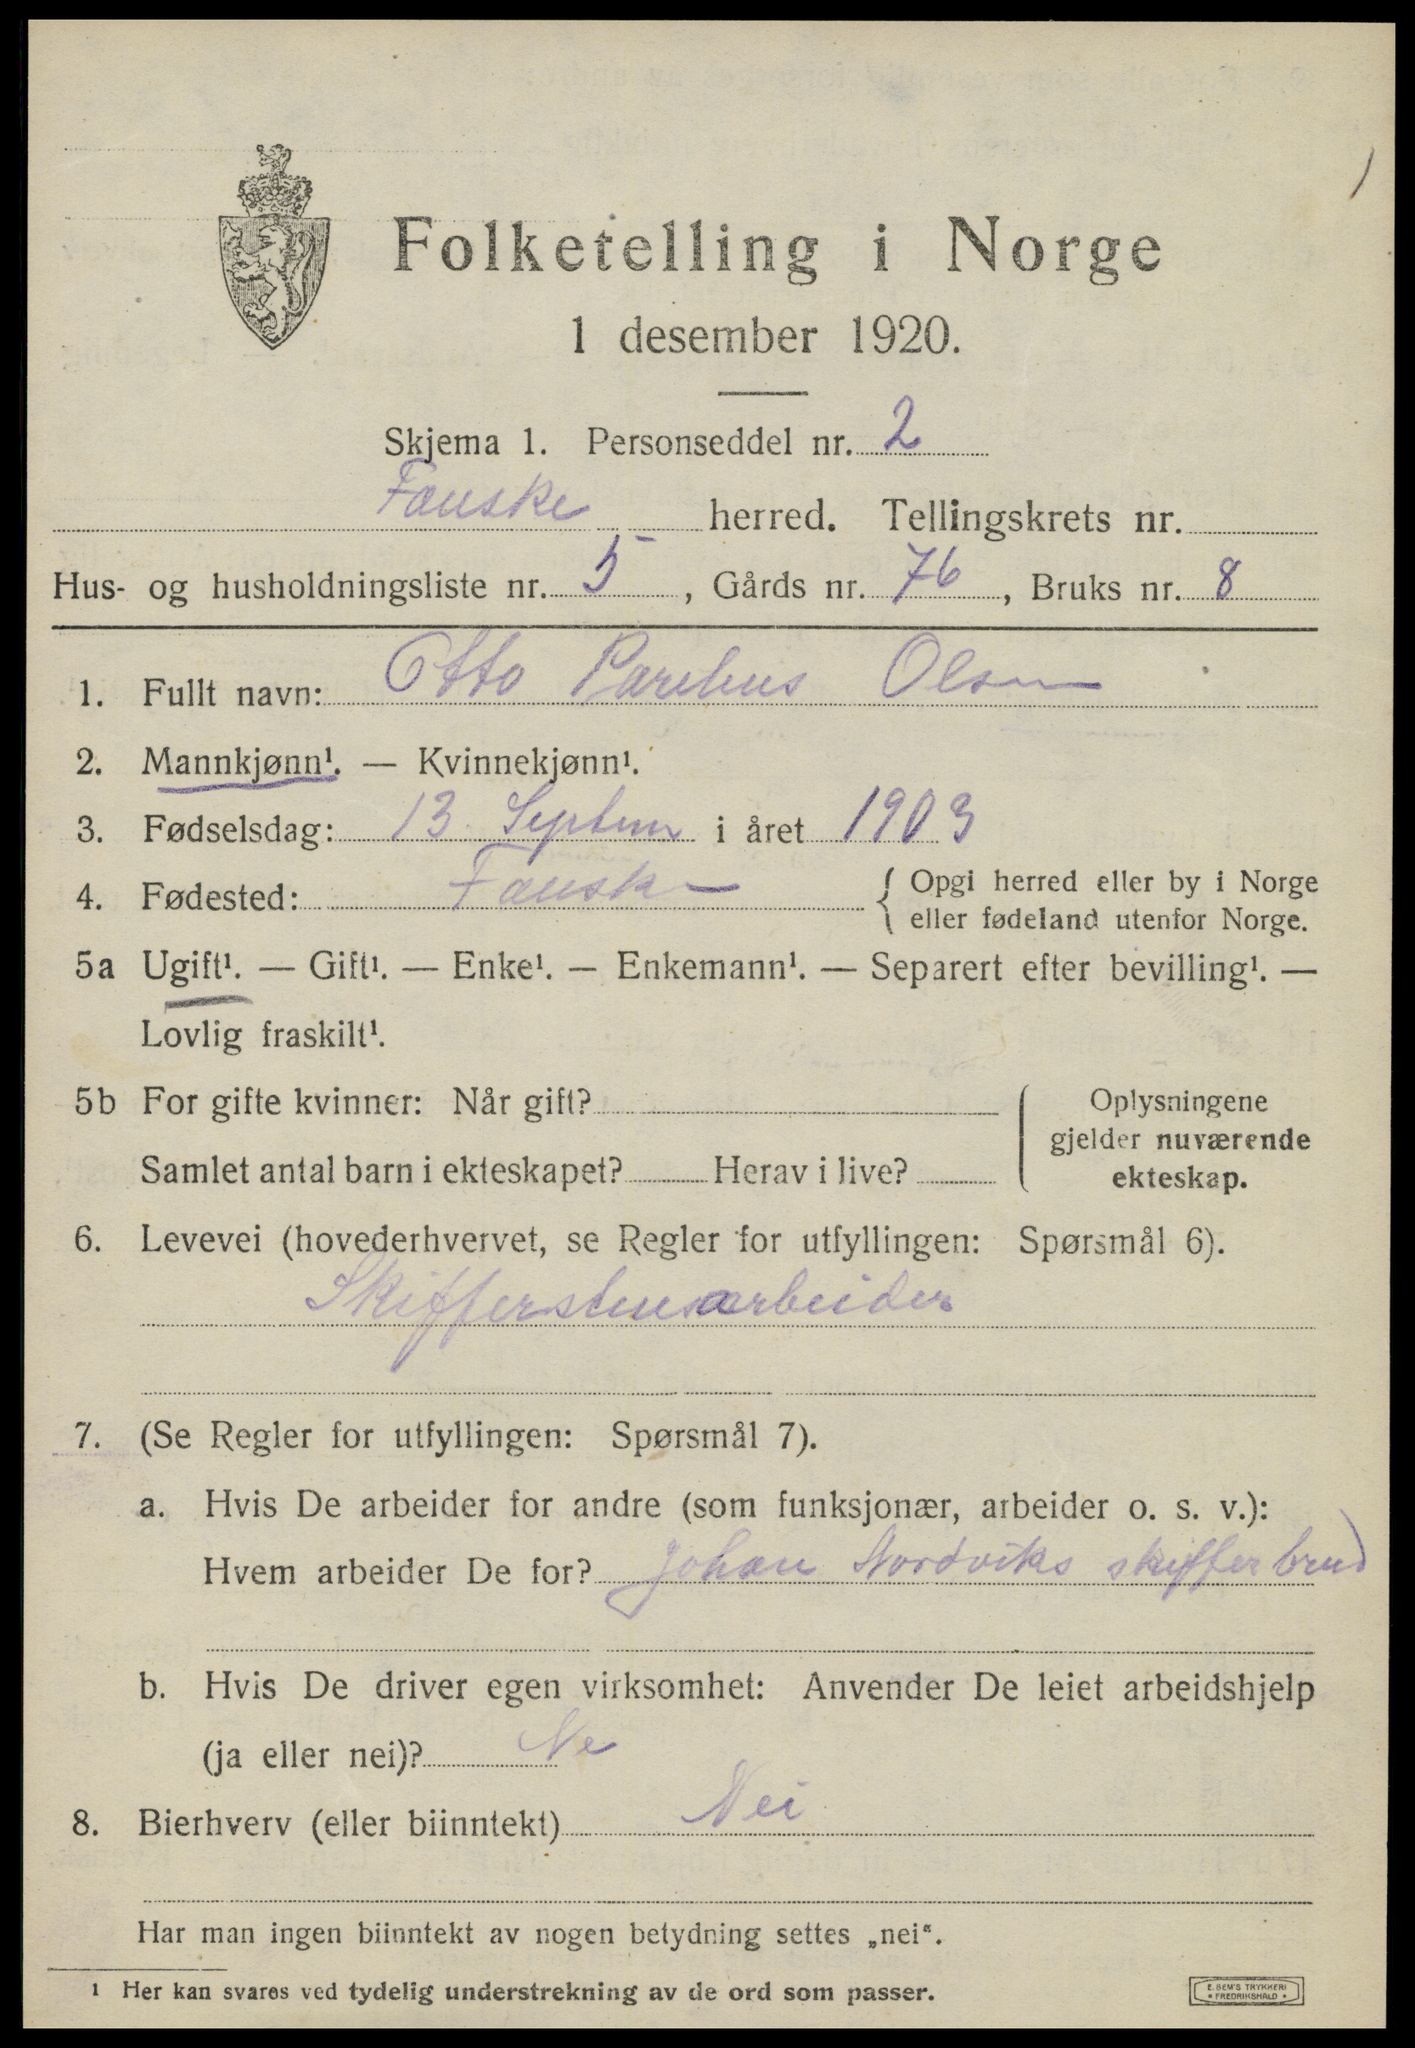 Folketelling i Norge
1 desember 1920.
Skjema 1. Personseddel nr. 2
Fauske herred. Tellingskrets nr.
Hus- og husholdningsliste nr. 5, Gårds nr. 76, Bruks nr. 8
1. Fullt navn: Otto Parelius Olsen
2. Mannkjønn¹. — Kvinnekjønn¹.
3. Fødselsdag: 13 Septem i året 1903
4. Fødested: Fauske { Opgi herred eller by i Norge
eller fødeland utenfor Norge.
5a Ugift¹. — Gift¹. — Enke¹. — Enkemann¹. — Separert efter bevilling¹. —
Lovlig fraskilt¹.
5b For gifte kvinner: Når gift?
Samlet antal barn i ekteskapet? Herav i live?
Oplysningene
gjelder nuværende
ekteskap.
6. Levevei (hovederhvervet, se Regler for utfyllingen: Spørsmål 6).
Skifferstensarbeider
7. (Se Regler for utfyllingen: Spørsmål 7).
a. Hvis De arbeider for andre (som funksjonær, arbeider o. s. v.):
Hvem arbeider De for? Johan Nordviks skifferbrud
b. Hvis De driver egen virksomhet: Anvender De leiet arbeidshjelp
(ja eller nei)? Ne
8. Bierhverv (eller biinntekt) Nei
Har man ingen biinntekt av nogen betydning settes „nei“.
1 Her kan svares ved tydelig understrekning av de ord som passer.
E. SEM'S TRYKKERI
• FREDRIKSHALD •